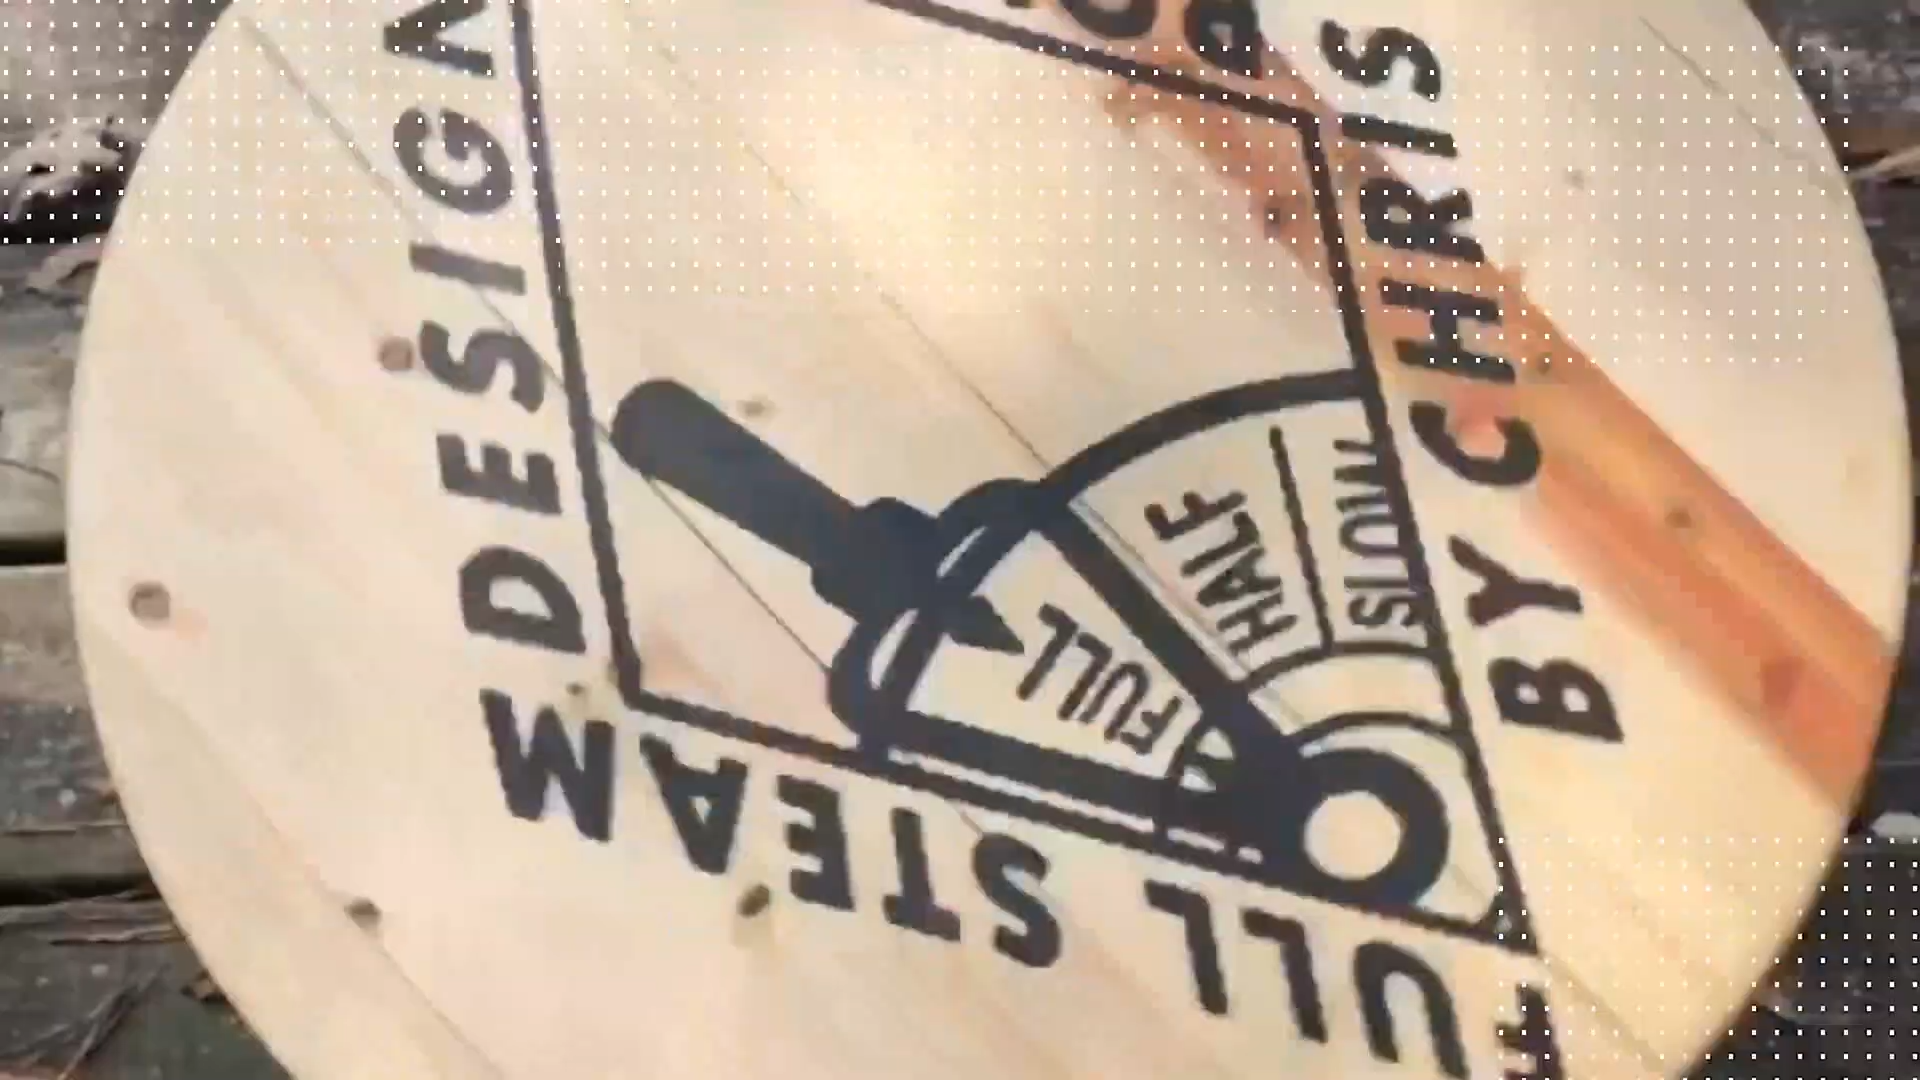 FULL STEAM
DESIGN
BY CHRIS
FULL
HALF
SLOW